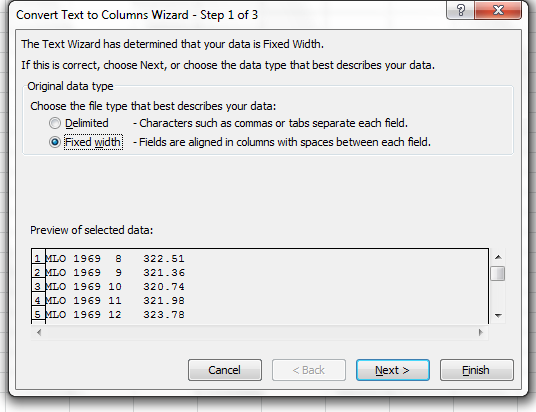 Convert Text to Columns Wizard - Step 1 of 3
?
The Text Wizard has determined that your data is Fixed Width.
If this is correct, choose Next, or choose the data type that best describes your data.
Original data type
Choose the file type that best describes your data:
Delimited - Characters such as commas or tabs separate each field.
Fixed width - Fields are aligned in columns with spaces between each field.
Preview of selected data:
1 MLO 1969  8   322.51
2 MLO 1969  9   321.36
3 MLO 1969 10   320.74
4 MLO 1969 11   321.98
5 MLO 1969 12   323.78
Cancel < Back Next > Finish